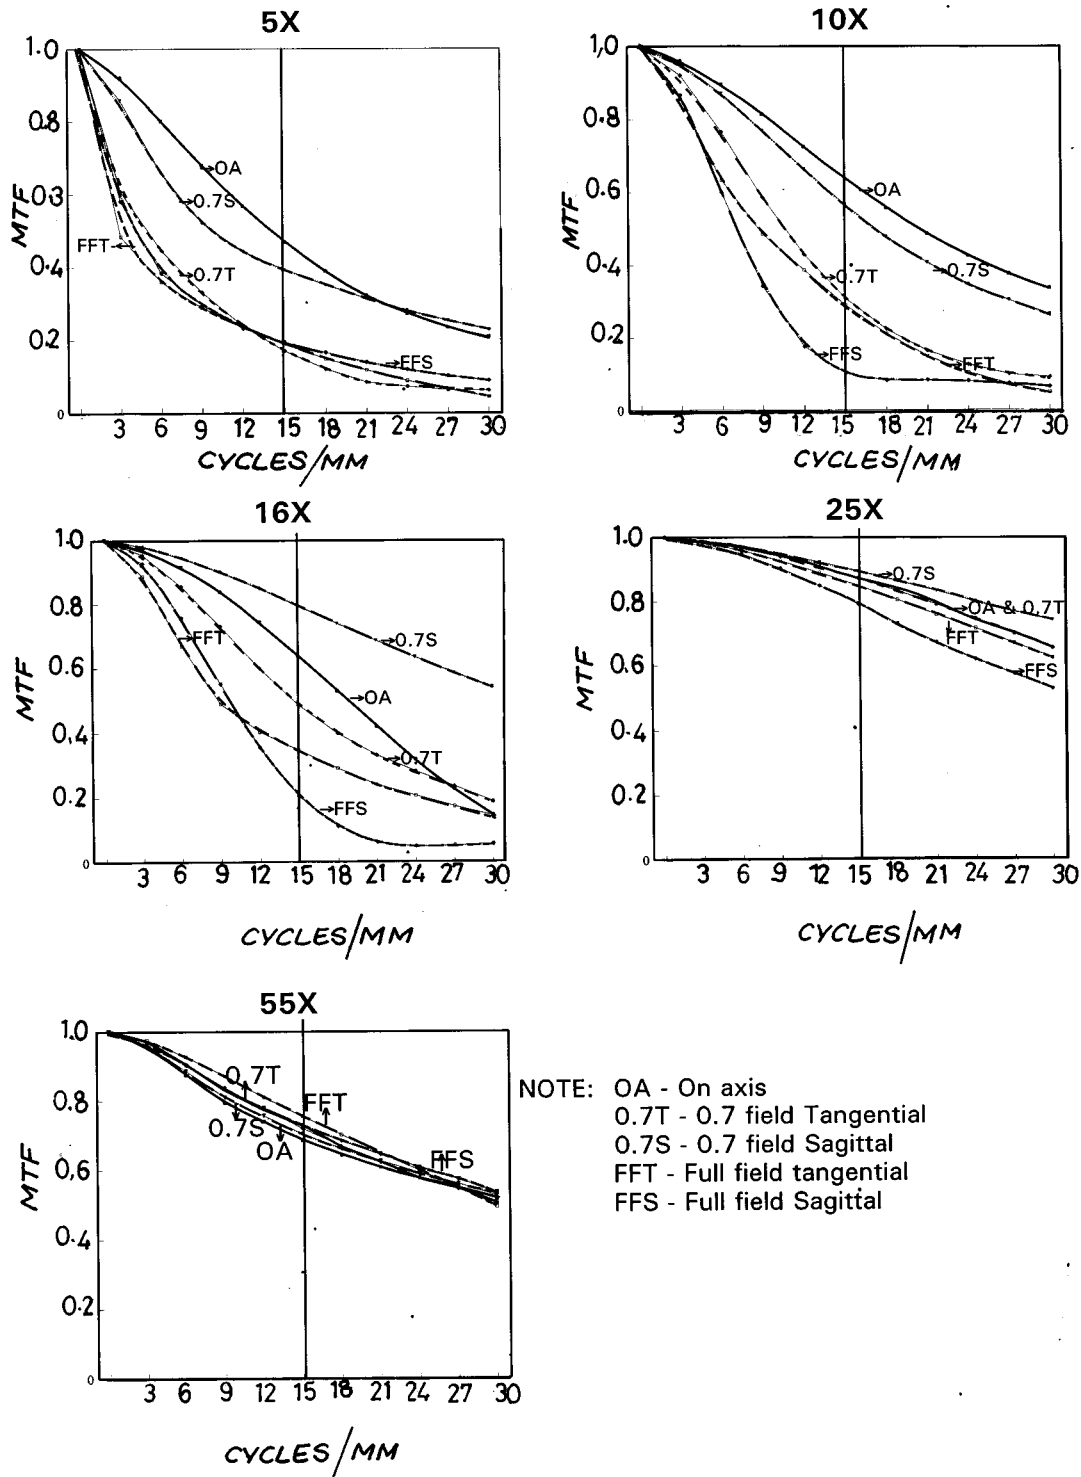 5X
1.0
0.8
0.3
0.4
0.2
0
MTF
OA
0.7S
FFT
0.7T
FFS
3 6 9 12 15 18 21 24 27 30
CYCLES/MM
10X
1,0
0.8
0.6
0.4
0.2
0
MTF
OA
0.7S
0.7T
FFS
FFT
3 6 9 12 15 18 21 24 27 30
CYCLES/MM
16X
1.0
0.8
0.6
0.4
0.2
0
MTF
FFT
0.7S
OA
0.7T
FFS
3 6 9 12 15 18 21 24 27 30
CYCLES/MM
25X
1.0
0.8
0.6
0.4
0.2
0
MTF
0.7S
OA & 0.7T
FFT
FFS
3 6 9 12 15 18 21 24 27 30
CYCLES/MM
55X
1.0
0.8
0.6
0.4
0.2
0
MTF
0.7T
FFT
0.7S
OA
FFS
3 6 9 12 15 18 21 24 27 30
CYCLES/MM
NOTE: OA - On axis
0.7T - 0.7 field Tangential
0.7S - 0.7 field Sagittal
FFT - Full field tangential
FFS - Full field Sagittal